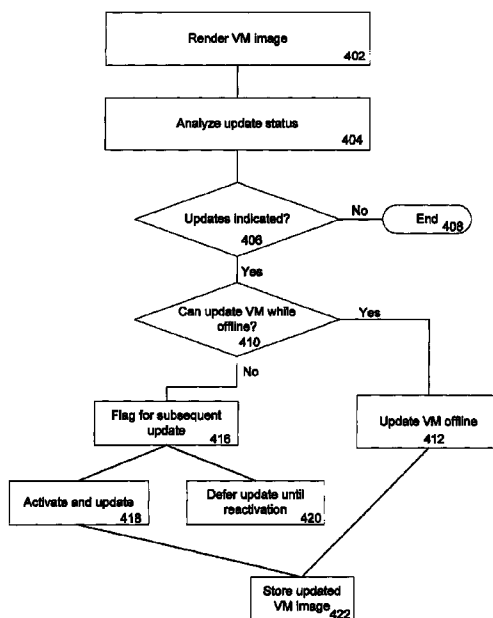 Render VM image
402
Analyze update status
404
Updates indicated?
406
No
End
408
Yes
Can update VM while
offline?
410
Yes
No
Flag for subsequent
update
416
Update VM offline
412
Activate and update
418
Defer update until
reactivation
420
Store updated
VM image
422